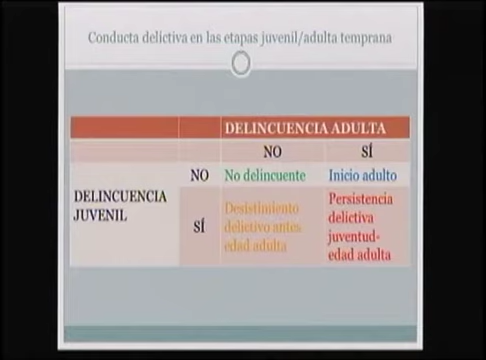 Conducta delictiva en las etapas juvenil/adulta temprana
DELINCUENCIA ADULTA
NO SÍ
DELINCUENCIA JUVENIL
NO No delincuente Inicio adulto
SÍ
Desistimiento
delictivo antes
edad adulta
Persistencia
delictiva
juventud-
edad adulta